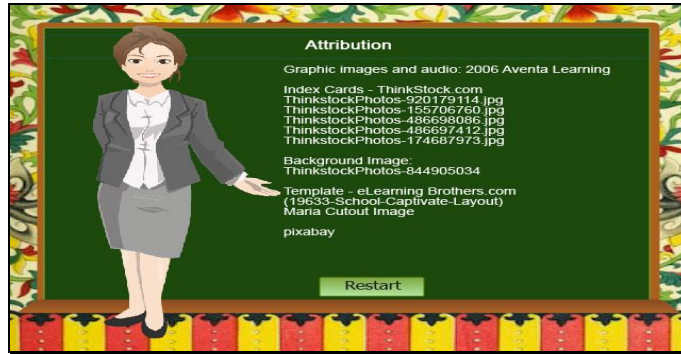 Attribution
Graphic images and audio: 2006 Aventa Learning
Index Cards - ThinkStock.com
ThinkstockPhotos-920179114.jpg
ThinkstockPhotos-155706760.jpg
ThinkstockPhotos-486698086.jpg
ThinkstockPhotos-486697412.jpg
ThinkstockPhotos-174687973.jpg
Background Image:
ThinkstockPhotos-844905034
Template - eLearning Brothers.com
(19633-School-Captivate-Layout)
Maria Cutout Image
pixabay
Restart